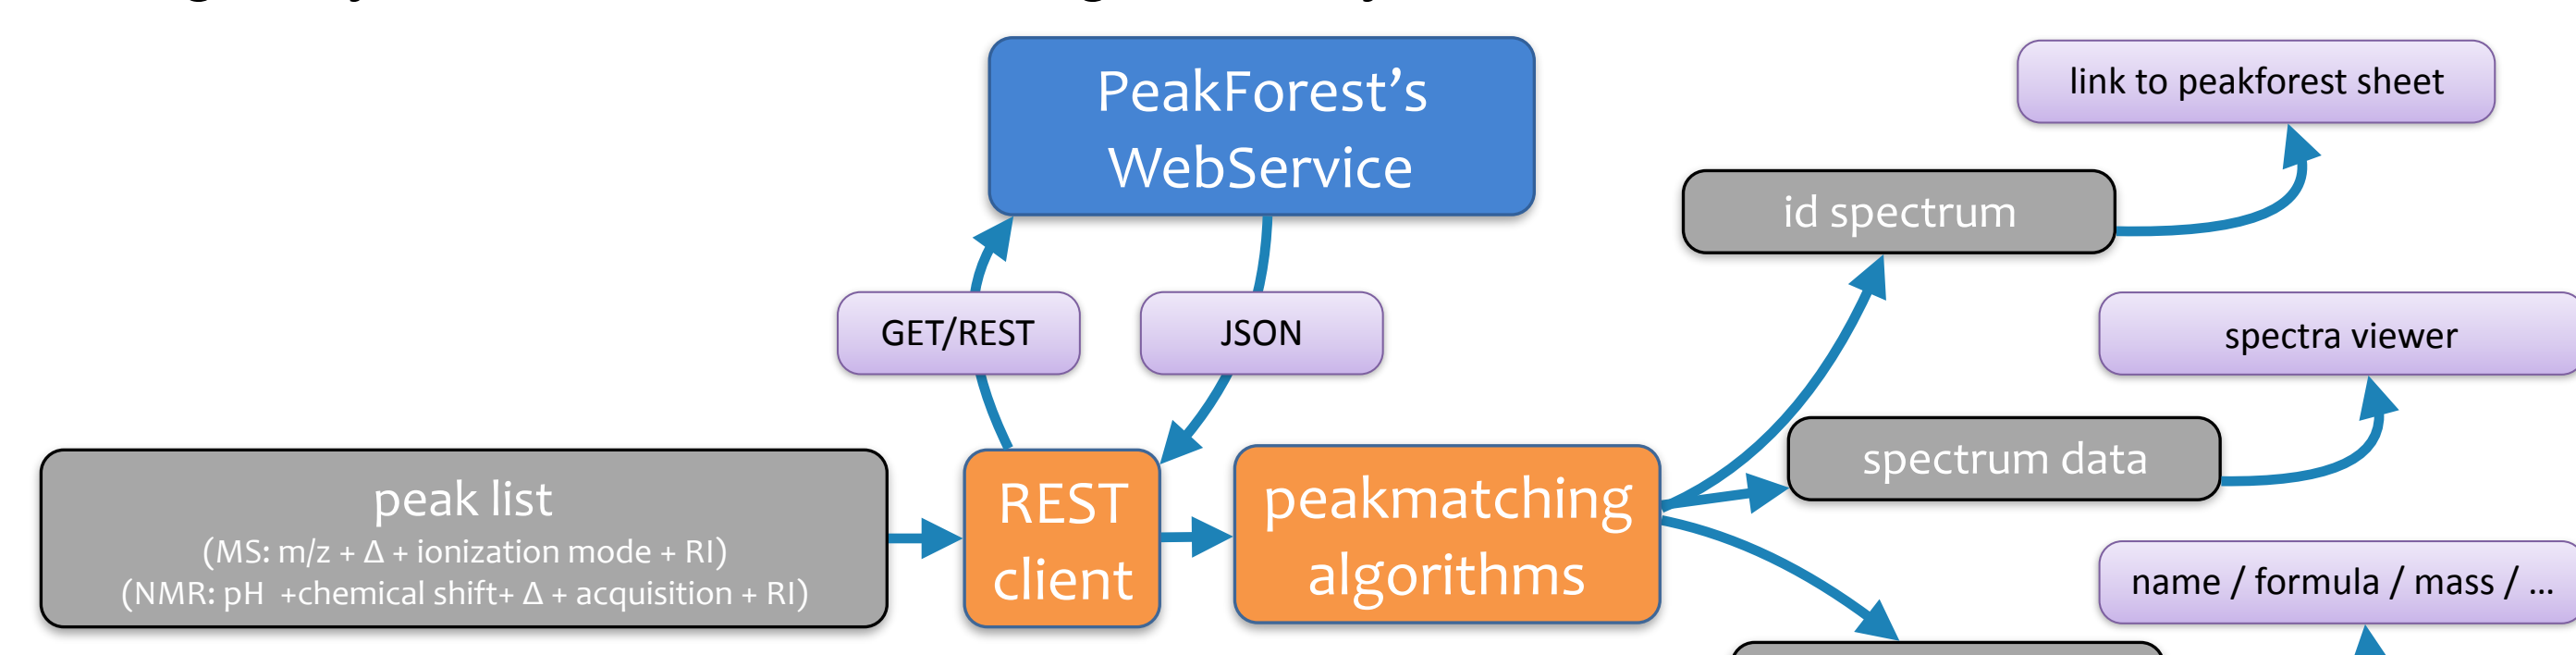 PeakForest's
WebService
link to peakforest sheet
id spectrum
GET/REST
JSON
spectra viewer
spectrum data
peak list
(MS: m/z + Δ + ionization mode + RI)
(NMR: pH +chemical shift+ Δ + acquisition + RI)
REST
client
peakmatching
algorithms
name / formula / mass / ...